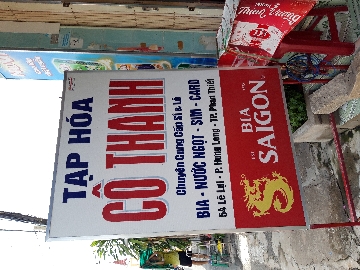 TẠP HÓA
CÔ THANH
Chuyên Cung Cấp Sỉ & Lẻ
BIA - NƯỚC NGỌT - SIM - CARD
5A Lê Lợi - P. Hưng Long - TP. Phan Thiết
BIA
SAIGON